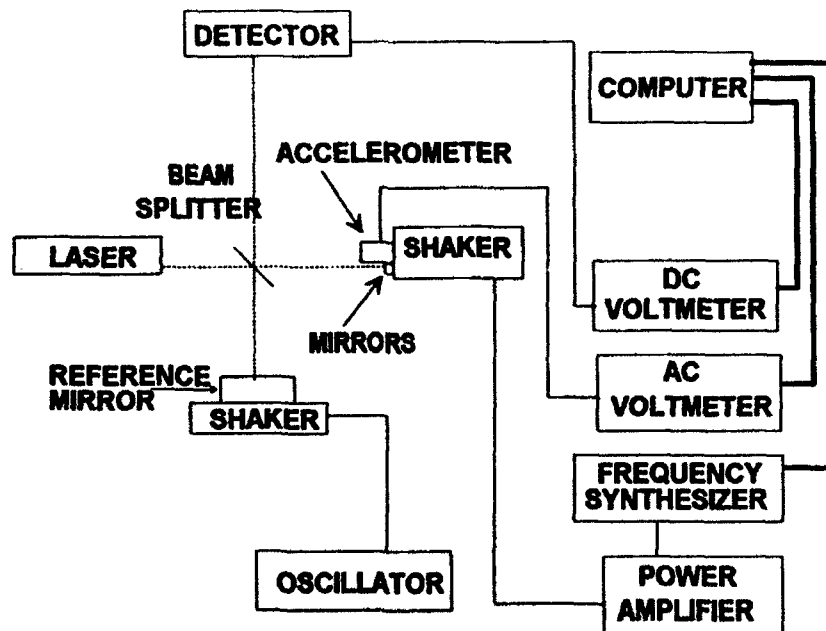 DETECTOR
COMPUTER
ACCELEROMETER
BEAM
SPLITTER
SHAKER
LASER
DC
VOLTMETER
MIRRORS
REFERENCE
MIRROR
AC
VOLTMETER
SHAKER
FREQUENCY
SYNTHESIZER
OSCILLATOR
POWER
AMPLIFIER